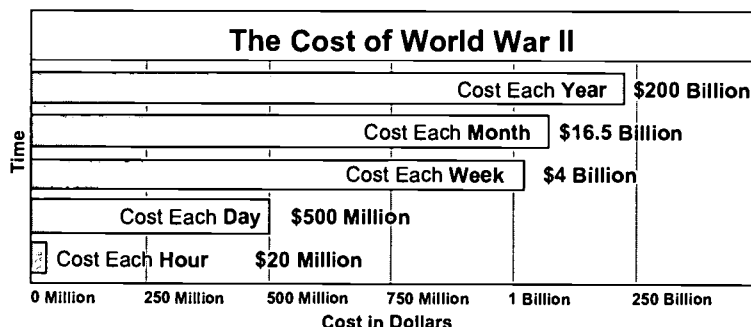 The Cost of World War II
Cost Each Year $200 Billion
Cost Each Month $16.5 Billion
Cost Each Week $4 Billion
Cost Each Day $500 Million
Cost Each Hour $20 Million
Time
0 Million 250 Million 500 Million 750 Million 1 Billion 250 Billion
Cost in Dollars